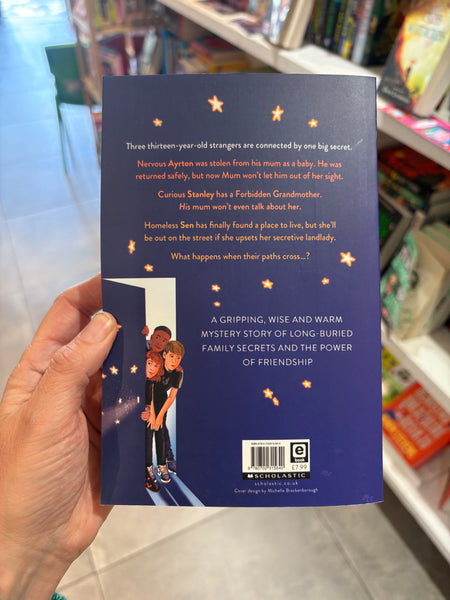 Three thirteen-year-old strangers are connected by one big secret.
Nervous Ayrton was stolen from his mum as a baby. He was
returned safely, but now Mum won't let him out of her sight.
Curious Stanley has a Forbidden Grandmother.
His mum won't even talk about her.
Homeless Sen has finally found a place to live, but she'll
be out on the street if she upsets her secretive landlady.
What happens when their paths cross…?
A GRIPPING, WISE AND WARM
MYSTERY STORY OF LONG-BURIED
FAMILY SECRETS AND THE POWER
OF FRIENDSHIP
e
book
£7.99
SCHOLASTIC
scholastic.co.uk
Cover design by Michelle Brackenborough